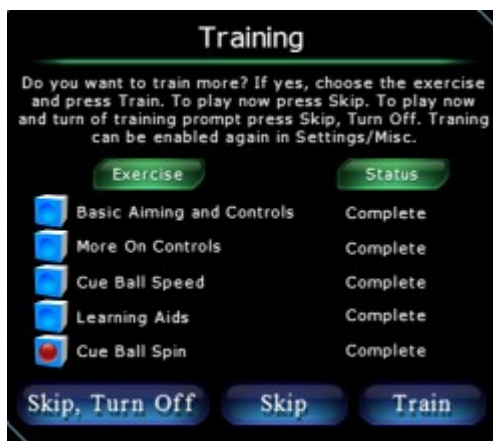 Training
Do you want to train more? If yes, choose the exercise
and press Train. To play now press Skip. To play now
and turn of training prompt press Skip, Turn Off. Traning
can be enabled again in Settings/Misc.
Exercise Status
Basic Aiming and Controls Complete
More On Controls Complete
Cue Ball Speed Complete
Learning Aids Complete
Cue Ball Spin Complete
Skip, Turn Off Skip Train